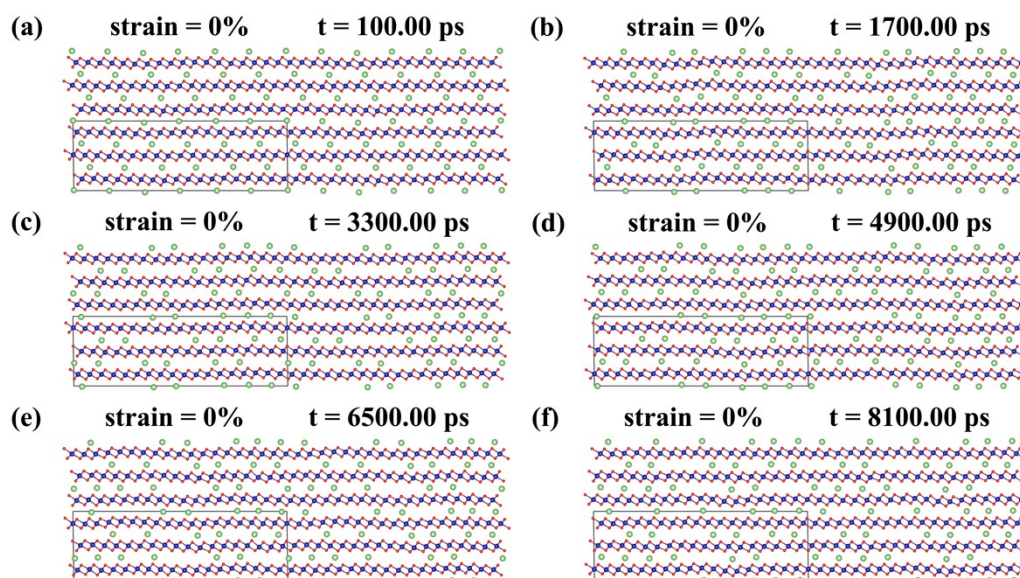 (a) strain = 0% t = 100.00 ps
(b) strain = 0% t = 1700.00 ps
(c) strain = 0% t = 3300.00 ps
(d) strain = 0% t = 4900.00 ps
(e) strain = 0% t = 6500.00 ps
(f) strain = 0% t = 8100.00 ps